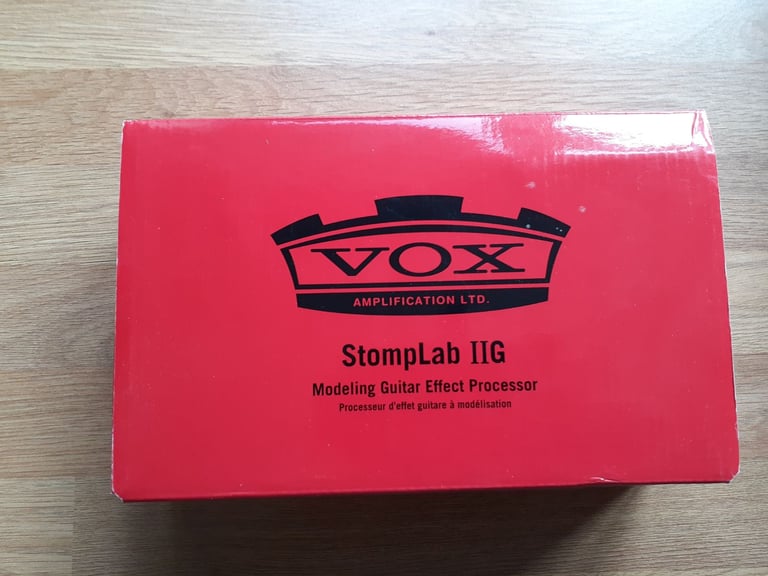 VOX
AMPLIFICATION LTD.
StompLab IIG
Modeling Guitar Effect Processor
Processeur d'effet guitare à modélisation